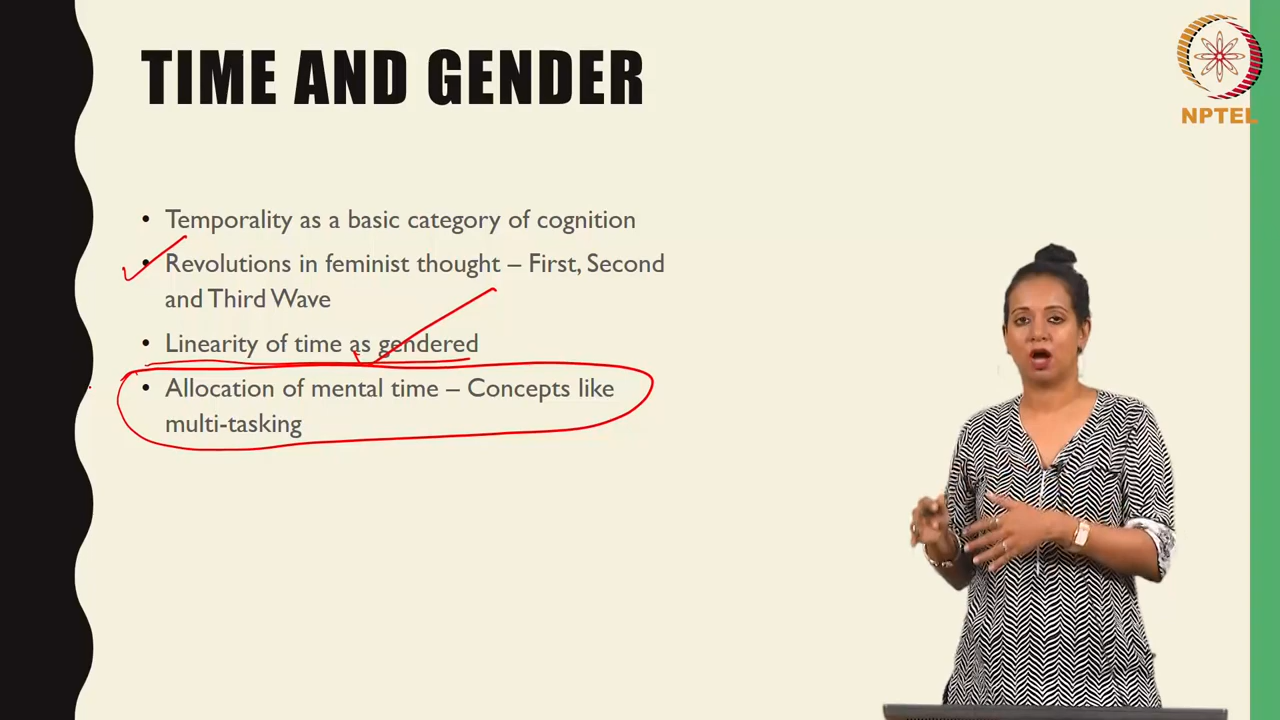 TIME AND GENDER
NPTEL
• Temporality as a basic category of cognition
• Revolutions in feminist thought – First, Second
and Third Wave
• Linearity of time as gendered
• Allocation of mental time – Concepts like
multi-tasking